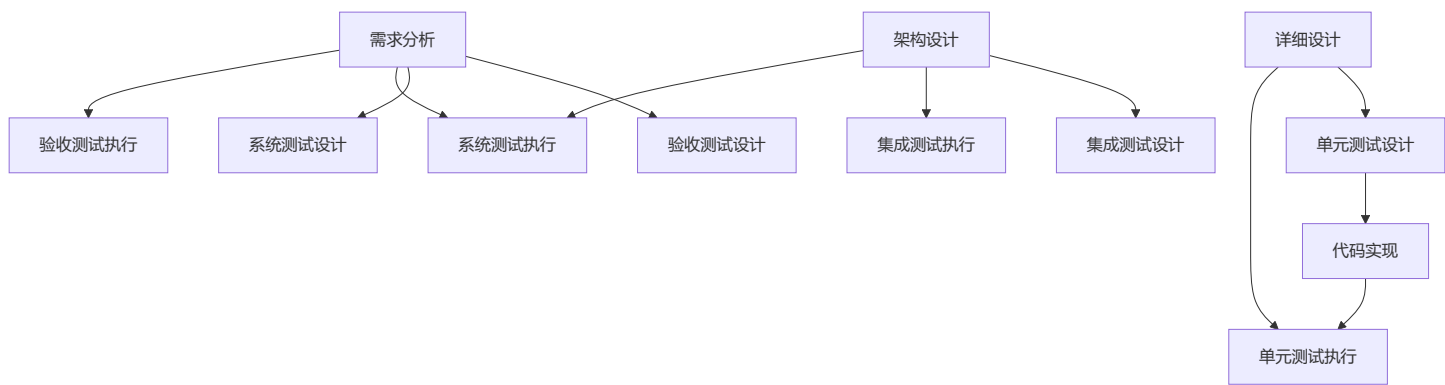 需求分析
架构设计
详细设计
验收测试执行
系统测试设计
系统测试执行
验收测试设计
集成测试执行
集成测试设计
单元测试设计
代码实现
单元测试执行